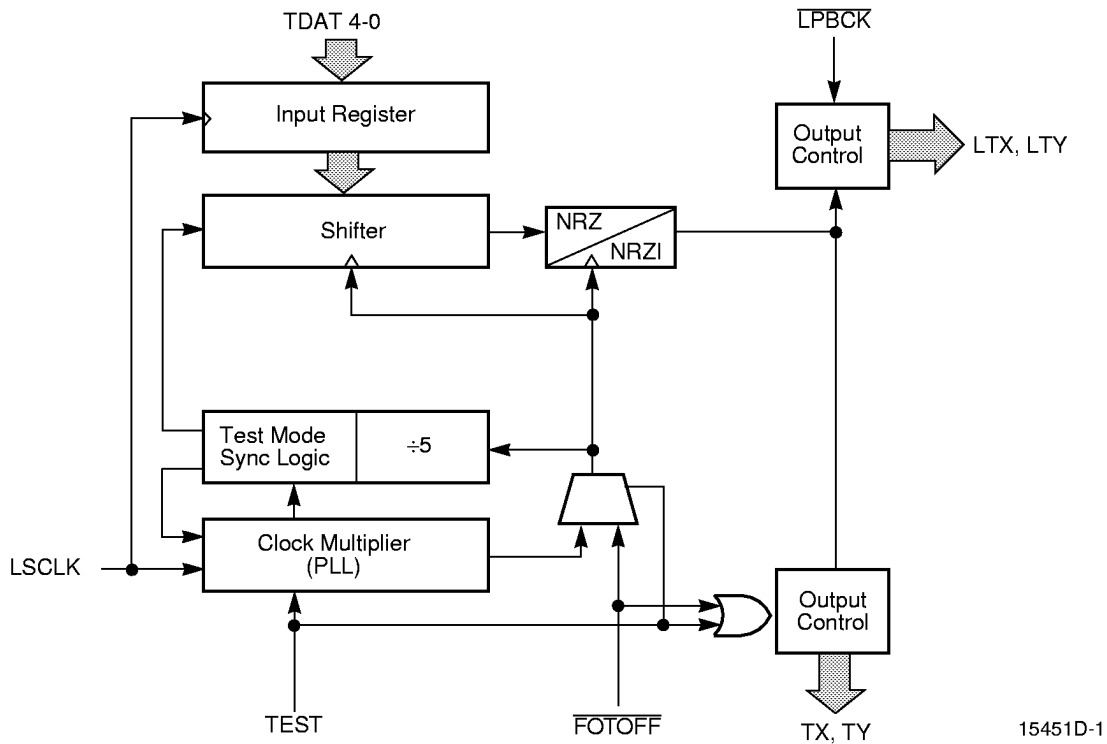 TDAT 4-0
LPBCK
Input Register
Output
Control
LTX, LTY
Shifter
NRZ
NRZI
Test Mode
Sync Logic
÷5
Clock Multiplier
(PLL)
LSCLK
Output
Control
TEST
FOTOFF
TX, TY
15451D-1